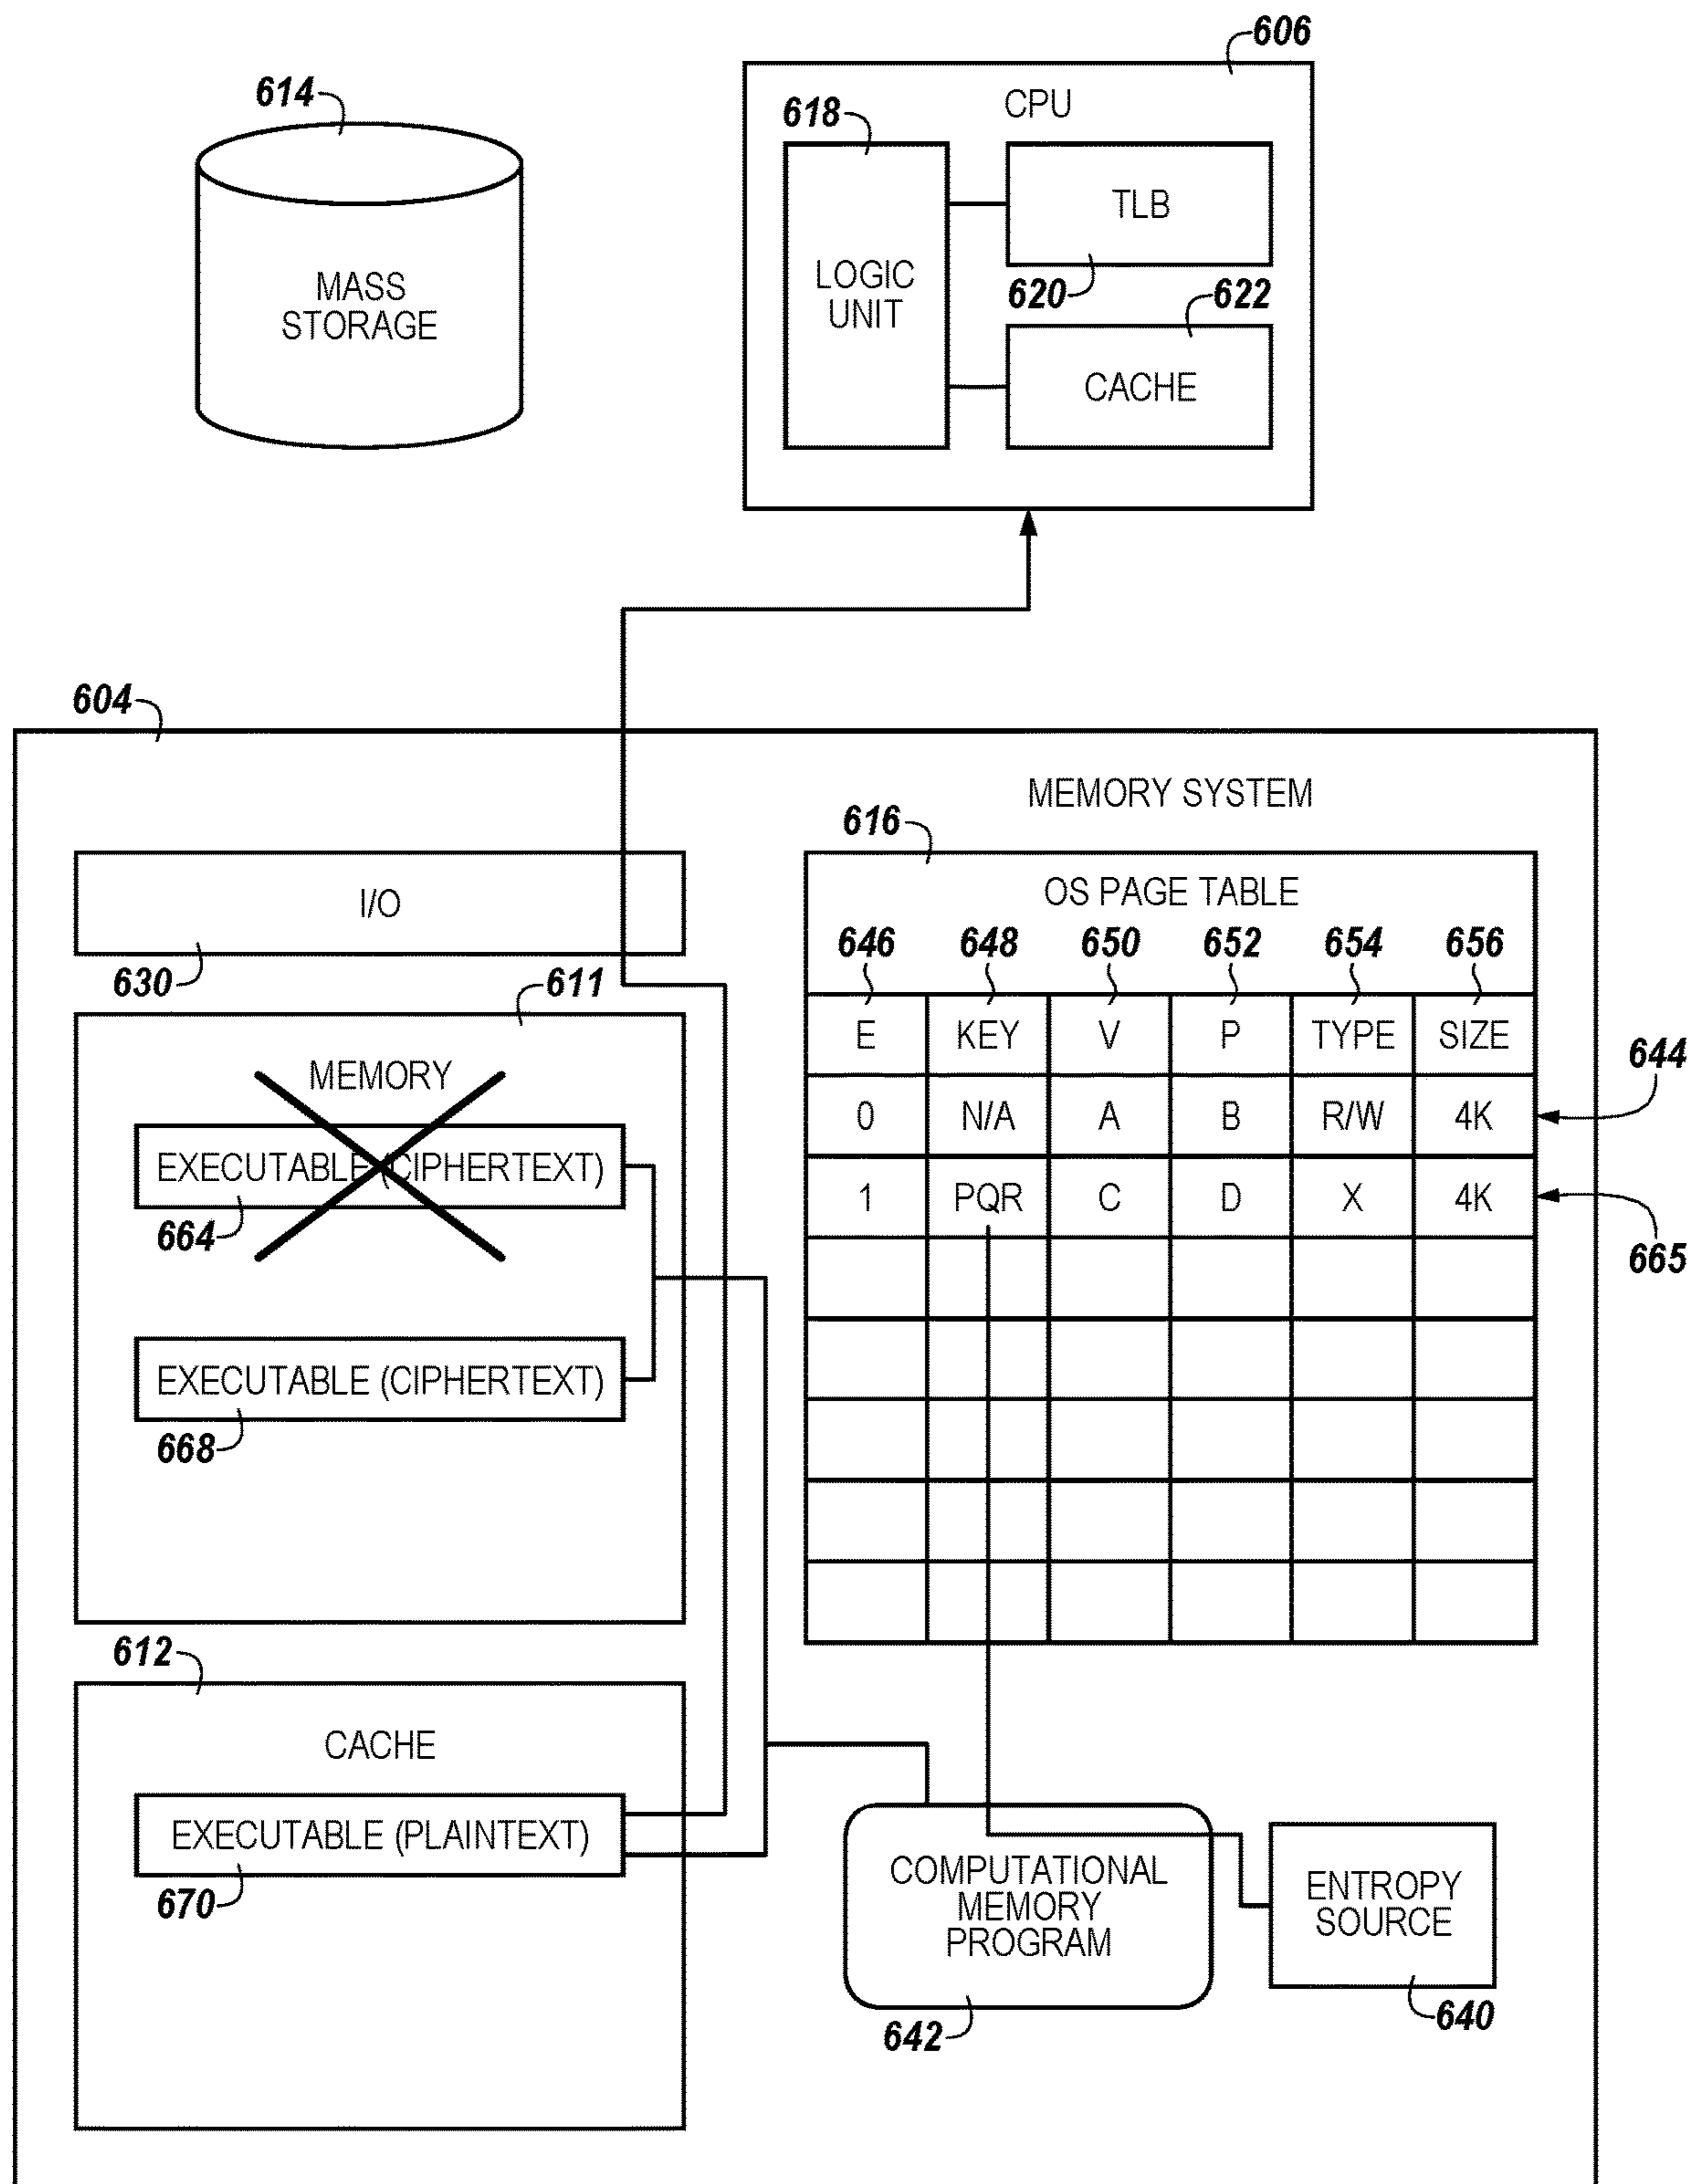 606
614
CPU
618
TLB
LOGIC
UNIT
MASS
STORAGE
620
622
CACHE
604
MEMORY SYSTEM
616
I/O
OS PAGE TABLE
646 648 650 652 654 656
630
611
E KEY V P TYPE SIZE
644
MEMORY
0 N/A A B R/W 4K
EXECUTABLE (CIPHERTEXT)
664
1 PQR C D X 4K
665
EXECUTABLE (CIPHERTEXT)
668
612
CACHE
EXECUTABLE (PLAINTEXT)
670
COMPUTATIONAL
MEMORY
PROGRAM
ENTROPY
SOURCE
642
640